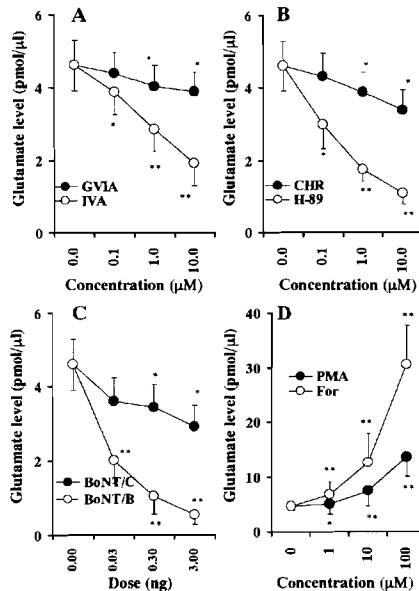 A
Glutamate level (pmol/µl)
6
4
2
0
* *
*
**
**
GVIA
IVA
0.0
0.1
1.0
10.0
Concentration (µM)
B
Glutamate level (pmol/µl)
6
4
2
0
*
*
*
**
**
CHR
H-89
0.0
0.1
1.0
10.0
Concentration (µM)
C
Glutamate level (pmol/µl)
6
4
2
0
*
*
**
**
**
BoNT/C
BoNT/B
0.00
0.03
0.30
3.00
Dose (ng)
D
Glutamate level (pmol/µl)
40
30
20
10
0
PMA
For
**
**
**
*
**
**
0
1
10
100
Concentration (µM)